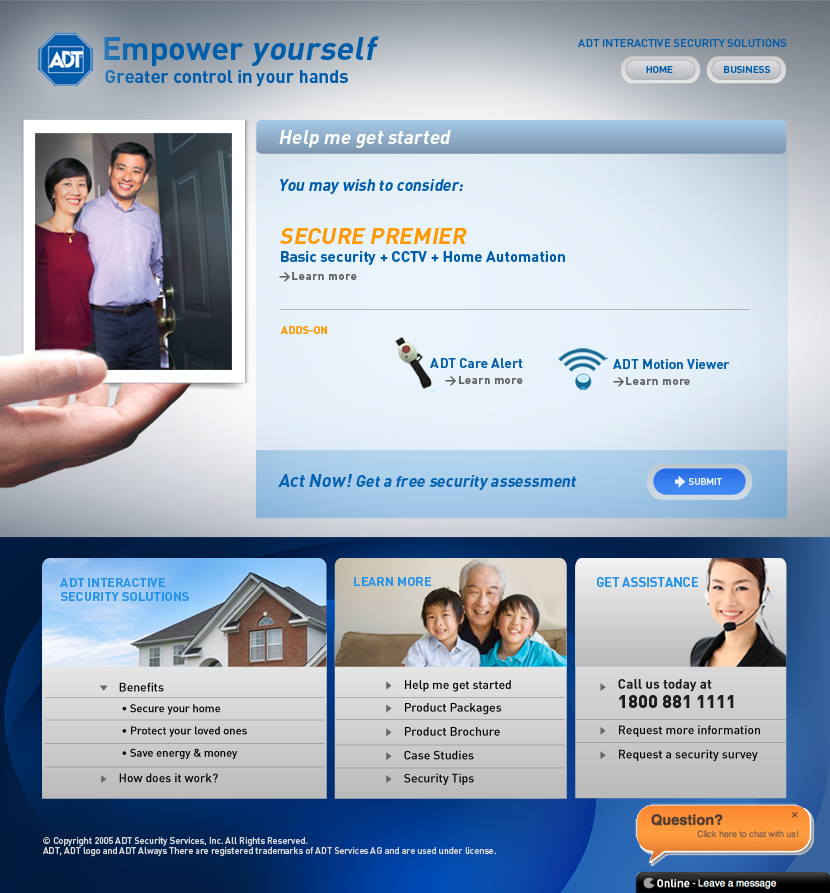 ADT
Empower yourself
Greater control in your hands
ADT INTERACTIVE SECURITY SOLUTIONS
HOME
BUSINESS
Help me get started
You may wish to consider:
SECURE PREMIER
Basic security + CCTV + Home Automation
Learn more
ADDS-ON
ADT Care Alert
Learn more
ADT Motion Viewer
Learn more
Act Now! Get a free security assessment
SUBMIT
ADT INTERACTIVE
SECURITY SOLUTIONS
Benefits
• Secure your home
• Protect your loved ones
• Save energy & money
How does it work?
LEARN MORE
Help me get started
Product Packages
Product Brochure
Case Studies
Security Tips
GET ASSISTANCE
Call us today at
1800 881 1111
Request more information
Request a security survey
© Copyright 2005 ADT Security Services, Inc. All Rights Reserved.
ADT, ADT logo and ADT Always There are registered trademarks of ADT Services AG and are used under license.
Question?
Click here to chat with us!
Online - Leave a message